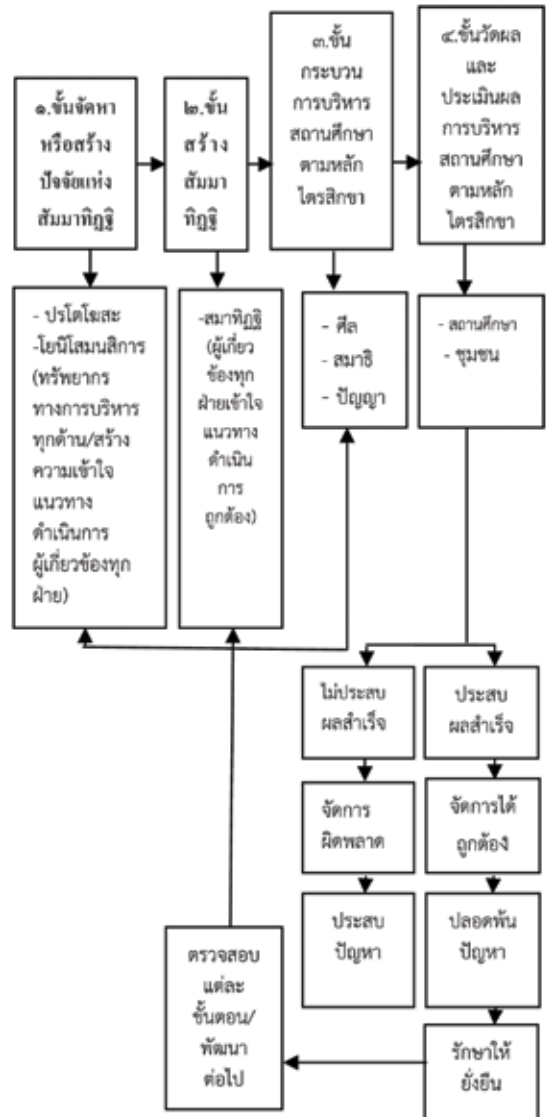 ๑.ขั้นจัดหา
หรือสร้าง
ปัจจัยแห่ง
สัมมาทิฏฐิ
๒.ขั้น
สร้าง
สัมมา
ทิฏฐิ
๓.ขั้น
กระบวน
การบริหาร
สถานศึกษา
ตามหลัก
ไตรสิกขา
๔.ขั้นวัดผล
และ
ประเมินผล
การบริหาร
สถานศึกษา
ตามหลัก
ไตรสิกขา
- ปรโตโฆสะ
-โยนิโสมนสิการ
(ทรัพยากร
ทางการบริหาร
ทุกด้าน/สร้าง
ความเข้าใจ
แนวทาง
ดำเนินการ
ผู้เกี่ยวข้องทุก
ฝ่าย)
-สมาทิฏฐิ
(ผู้เกี่ยว
ข้องทุก
ฝ่ายเข้าใจ
แนวทาง
ดำเนิน
การ
ถูกต้อง)
- ศีล
- สมาธิ
- ปัญญา
- สถานศึกษา
- ชุมชน
ไม่ประสบ
ผลสำเร็จ
ประสบ
ผลสำเร็จ
จัดการ
ผิดพลาด
จัดการได้
ถูกต้อง
ประสบ
ปัญหา
ปลอดพ้น
ปัญหา
รักษาให้
ยั่งยืน
ตรวจสอบ
แต่ละ
ขั้นตอน/
พัฒนา
ต่อไป